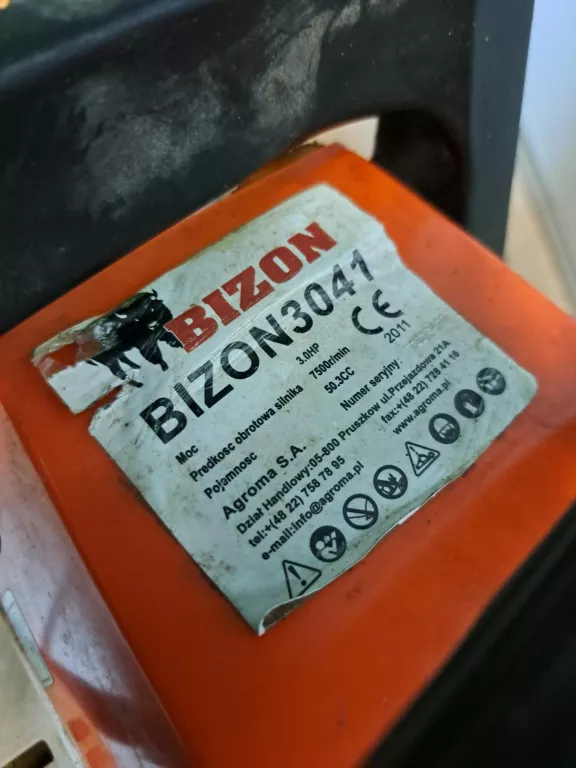 BIZON
BIZON3041
Moc 3.0HP
Predkosc obrotowa silnika 7500r/min
Pojamnosc 50.3CC
CE
2011
Numer seryjny:
Agroma S.A.
Dział Handlowy:05-800 Pruszkow ul.Przejazdowa 21A
tel:+(48 22) 758 78 95 fax:+(48 22) 728 41 16
e-mail:info@agroma.pl www.agroma.pl